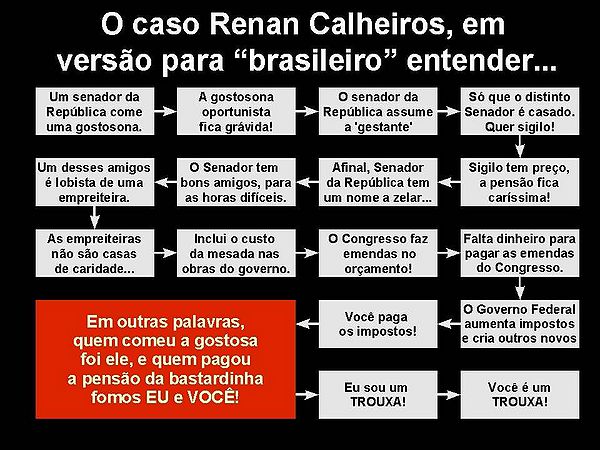 O caso Renan Calheiros, em
versão para “brasileiro” entender...
Um senador da
República come
uma gostosona.
A gostosona
oportunista
fica grávida!
O senador da
República assume
a 'gestante'
Só que o distinto
Senador é casado.
Quer sigilo!
Sigilo tem preço,
a pensão fica
caríssima!
Afinal, Senador
da República tem
um nome a zelar...
O Senador tem
bons amigos, para
as horas difíceis.
Um desses amigos
é lobista de uma
empreiteira.
As empreiteiras
não são casas
de caridade...
Inclui o custo
da mesada nas
obras do governo.
O Congresso faz
emendas no
orçamento!
Falta dinheiro para
pagar as emendas
do Congresso.
O Governo Federal
aumenta impostos
e cria outros novos
Você paga
os impostos!
Em outras palavras,
quem comeu a gostosa
foi ele, e quem pagou
a pensão da bastardinha
fomos EU e VOCÊ!
Eu sou um
TROUXA!
Você é um
TROUXA!